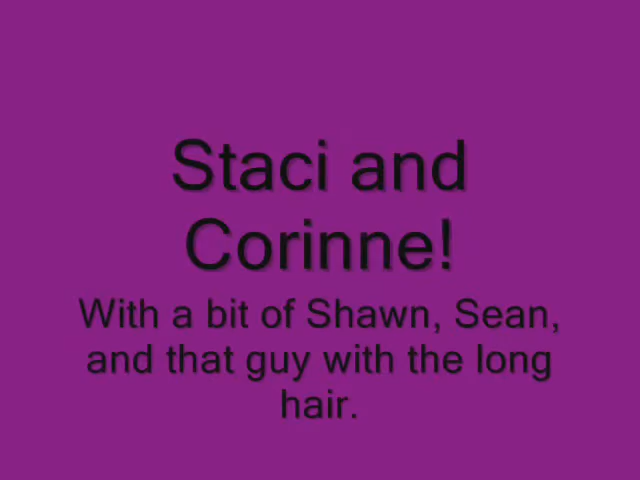 Staci and
Corinne!
With a bit of Shawn, Sean,
and that guy with the long
hair.